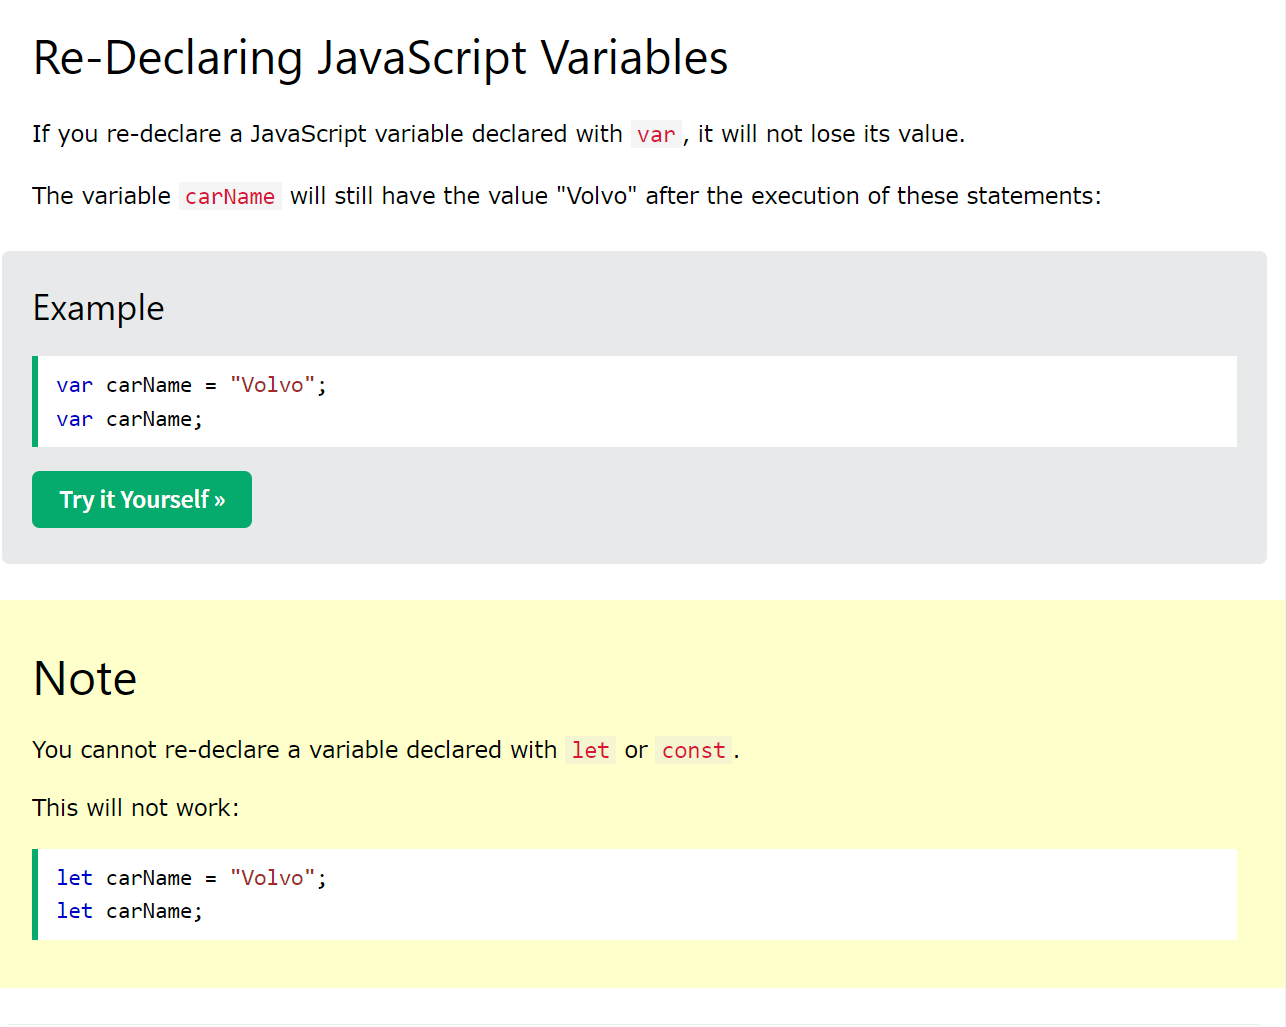 Re-Declaring JavaScript Variables
If you re-declare a JavaScript variable declared with var, it will not lose its value.
The variable carName will still have the value "Volvo" after the execution of these statements:
Example
var carName = "Volvo";
var carName;
Try it Yourself »
Note
You cannot re-declare a variable declared with let or const.
This will not work:
let carName = "Volvo";
let carName;